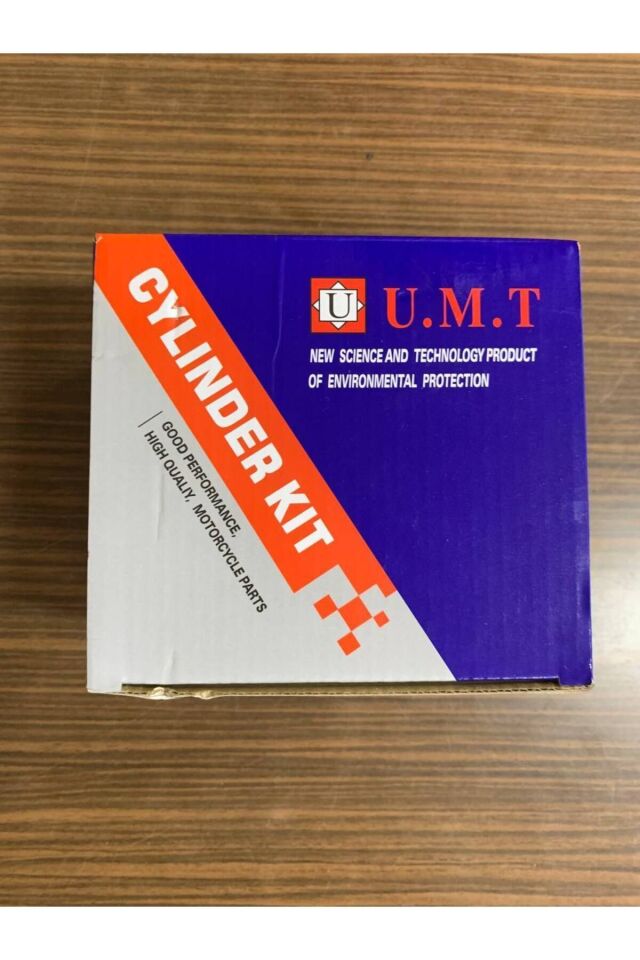 U U.M.T
NEW SCIENCE AND TECHNOLOGY PRODUCT
OF ENVIRONMENTAL PROTECTION
CYLINDER KIT
GOOD PERFORMANCE,
HIGH QUALIY, MOTORCYCLE PARTS